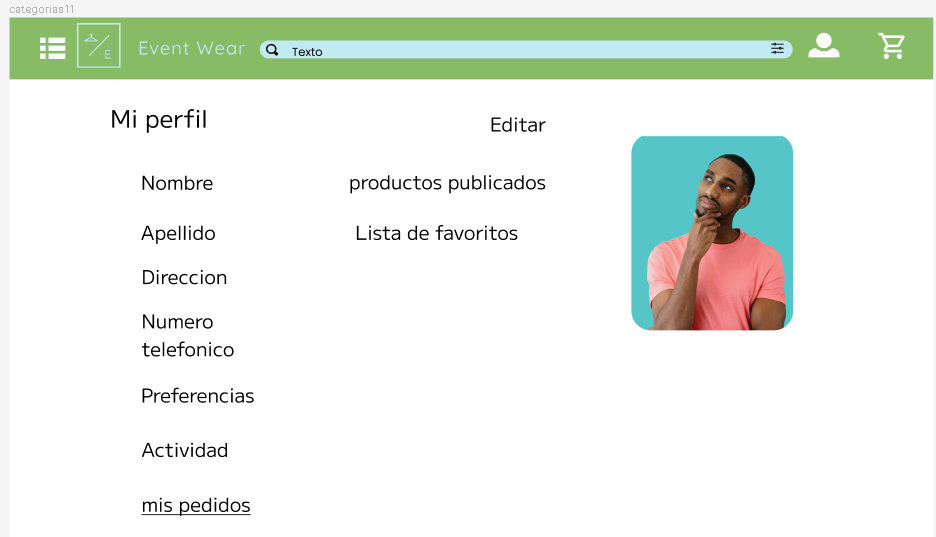 categorias11
E
Event Wear
Texto
Mi perfil
Editar
Nombre
productos publicados
Apellido
Lista de favoritos
Direccion
Numero
telefonico
Preferencias
Actividad
mis pedidos